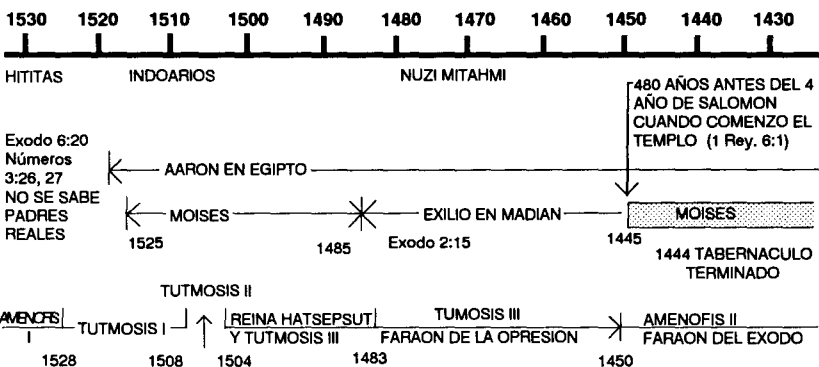 1530 1520 1510 1500 1490 1480 1470 1460 1450 1440 1430
HITITAS INDOARIOS NUZI MITAHMI
480 AÑOS ANTES DEL 4
AÑO DE SALOMON
CUANDO COMENZO EL
TEMPLO (1 Rey. 6:1)
Exodo 6:20
Números
3:26, 27
NO SE SABE
PADRES
REALES
AARON EN EGIPTO
MOISES EXILIO EN MADIAN MOISES
1525 1485 Exodo 2:15 1445
1444 TABERNACULO
TERMINADO
TUTMOSIS II
AMENOFIS
I
TUTMOSIS I
REINA HATSEPSUT
Y TUTMOSIS III
TUMOSIS III
FARAON DE LA OPRESION
AMENOFIS II
FARAON DEL EXODO
1528 1508 1504 1483 1450